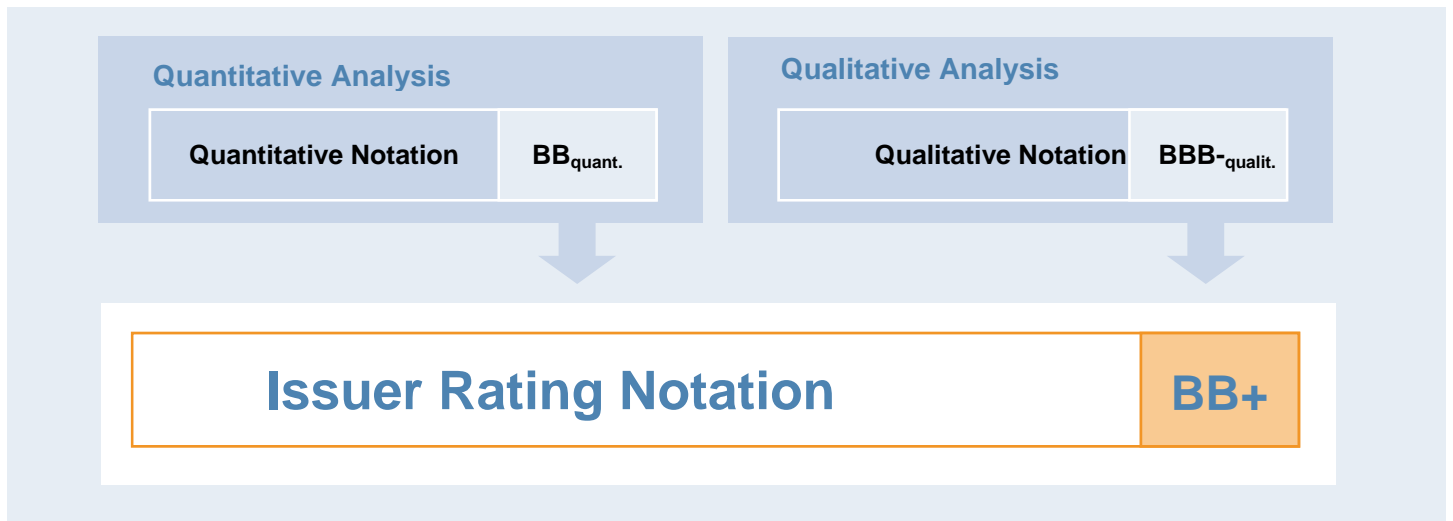 Quantitative Analysis
Quantitative Notation BBquant.
Qualitative Analysis
Qualitative Notation BBB-qualit.
Issuer Rating Notation BB+